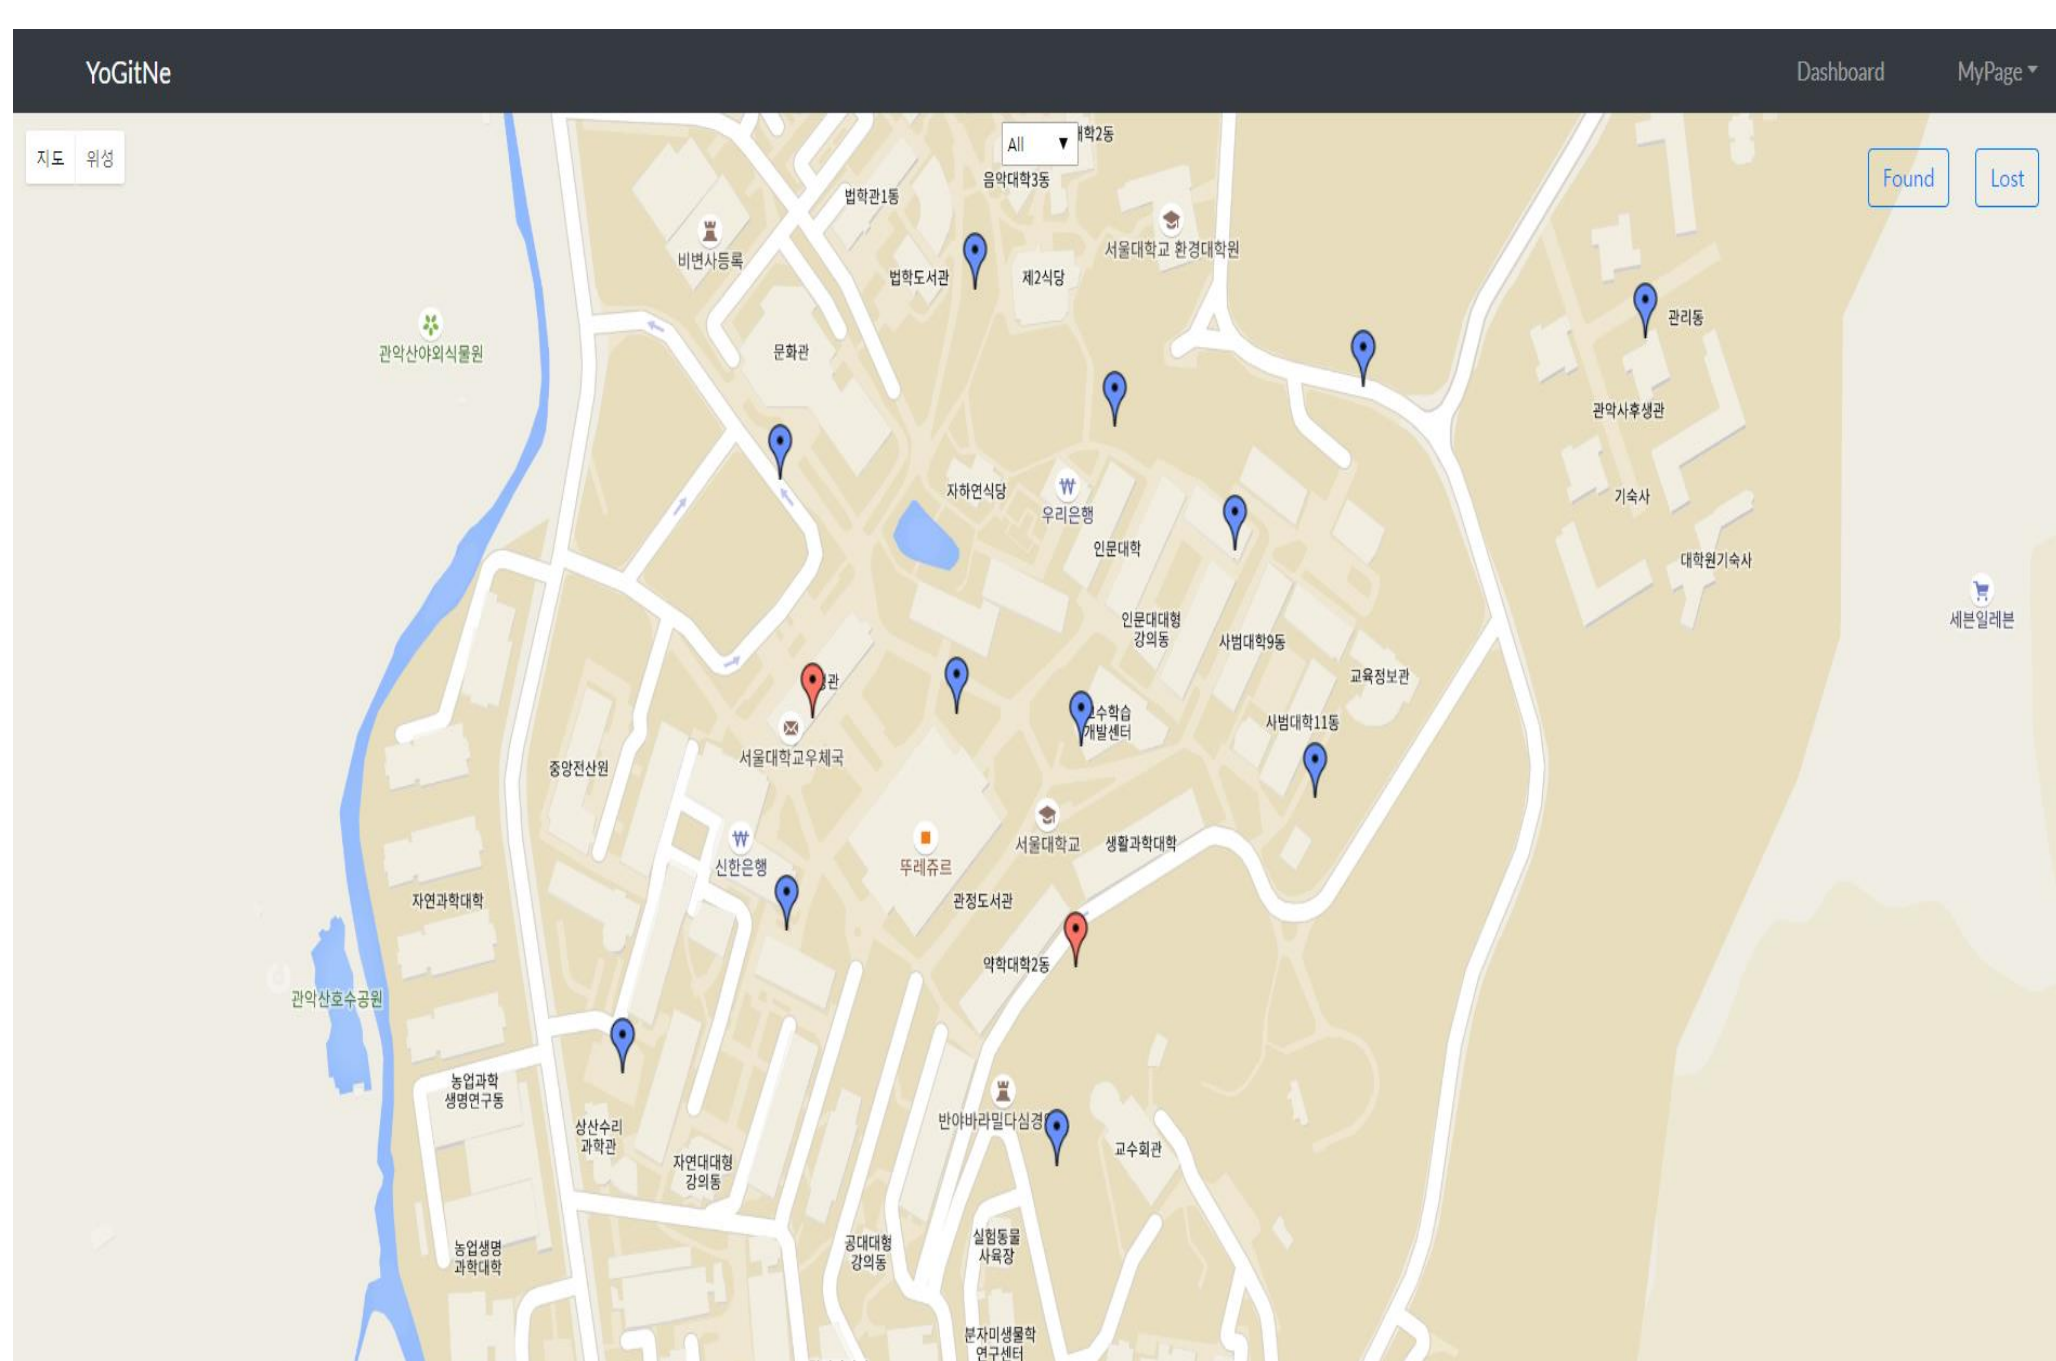 YoGitNe
Dashboard
MyPage
지도
위성
All
Found
Lost
음악대학3동
법학관1동
서울대학교 환경대학원
비변사등록
법학도서관
제2식당
관리동
관악산야외식물원
문화관
관악사후생관
자하연식당
우리은행
기숙사
인문대학
대학원기숙사
세븐일레븐
인문대대형
강의동
사범대학9동
교육정보관
사범대학11동
개발센터
서울대학교우체국
중앙전산원
신한은행
뚜레쥬르
서울대학교
생활과학대학
자연과학대학
관정도서관
약학대학2동
관악산호수공원
농업과학
생명연구동
상산수리
과학관
자연대대형
강의동
반야바라밀다심경
교수회관
농업생명
과학대학
공대대형
강의동
실험동물
사육장
분자미생물학
연구센터